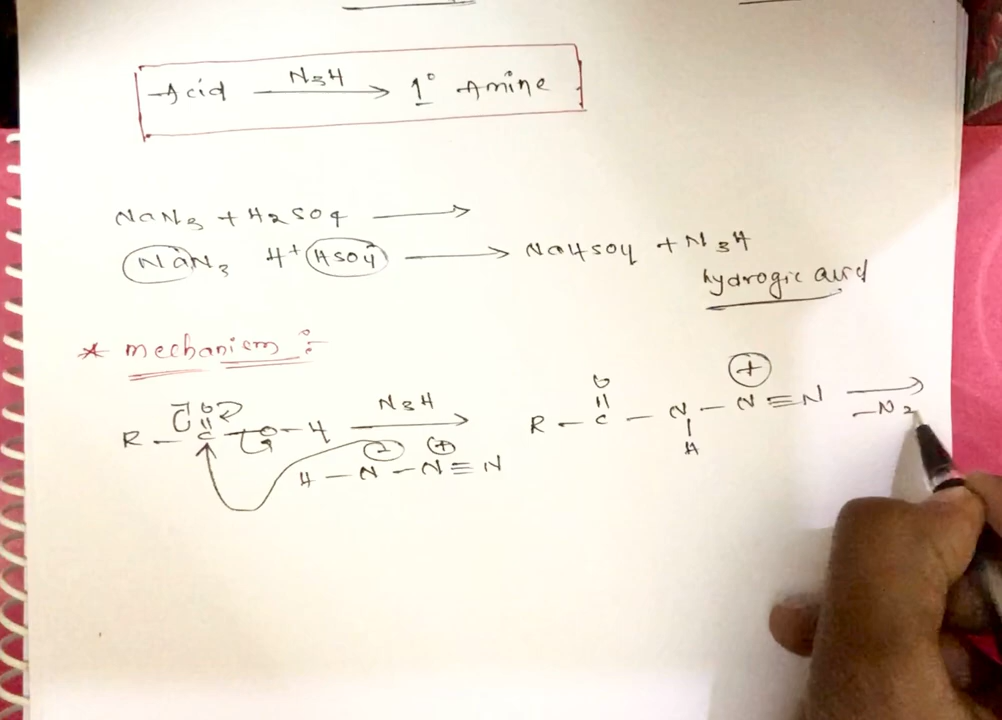 Acid N3H 1° Amine
NaN3 + H2SO4
NaN3 H+ HSO4- NaHSO4 + N3H
hydrogic acid
* mechanism :
R - C = O - O - H N3H
H - N - N ≡ N
- +
R - C = O - N - H - N ≡ N - N2
+